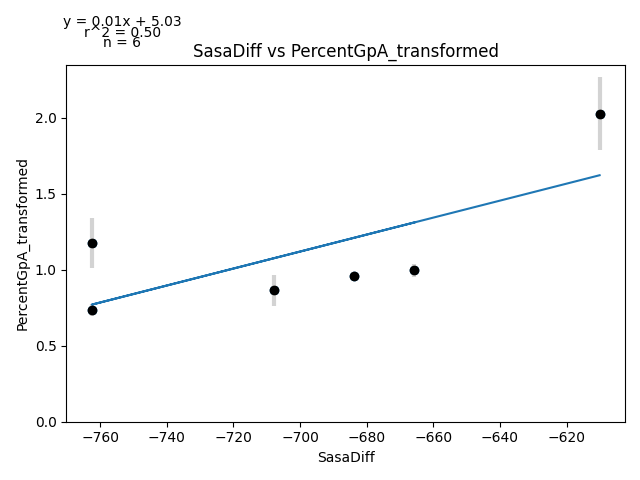 y = 0.01x + 5.03
r^2 = 0.50
n = 6
SasaDiff vs PercentGpA_transformed
PercentGpA_transformed
2.0
1.5
1.0
0.5
0.0
−760 −740 −720 −700 −680 −660 −640 −620
SasaDiff